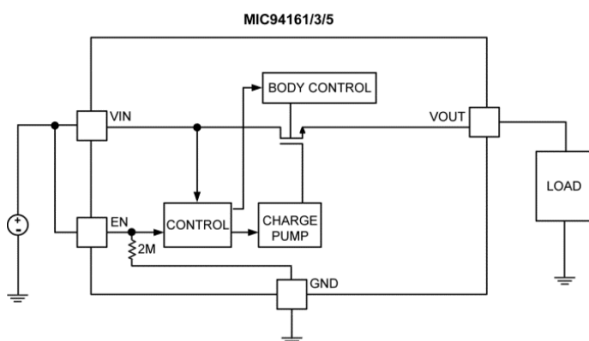 MIC94161/3/5
BODY CONTROL
VIN
VOUT
LOAD
EN
CONTROL
CHARGE
PUMP
2M
GND